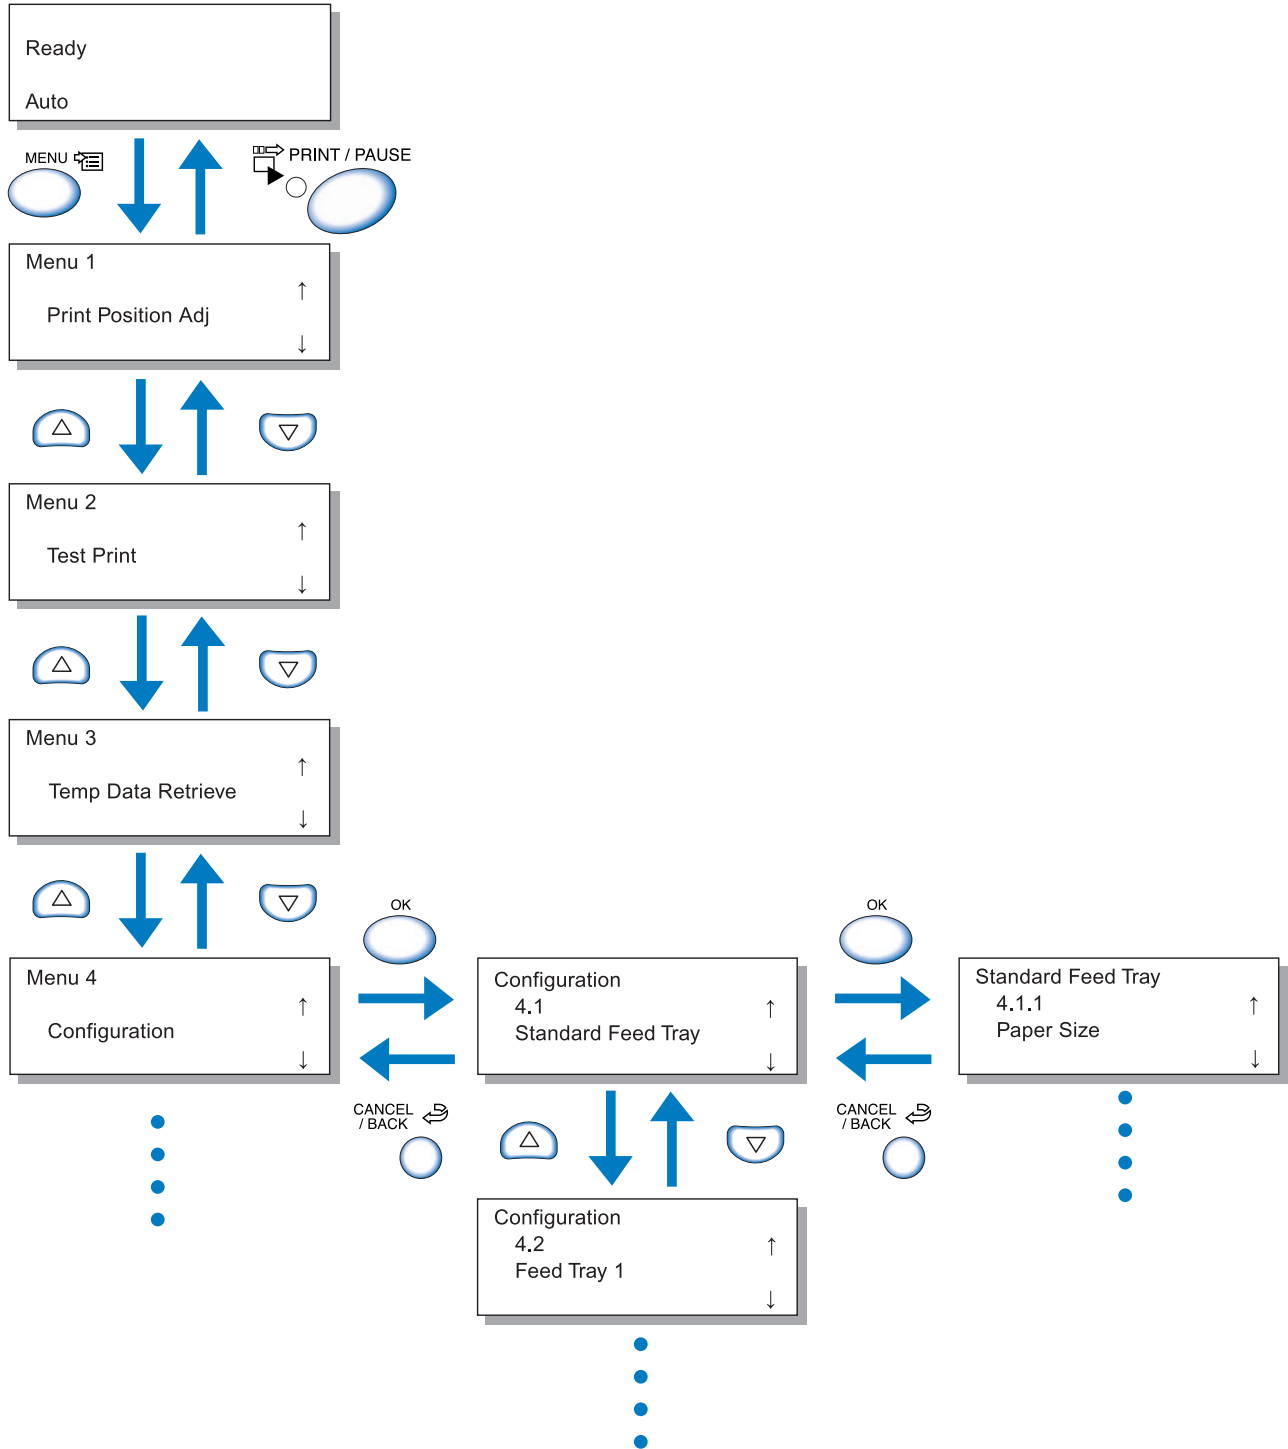 Ready
Auto
MENU
PRINT / PAUSE
Menu 1
↑
Print Position Adj
↓
Menu 2
↑
Test Print
↓
Menu 3
↑
Temp Data Retrieve
↓
OK
OK
Menu 4
↑
Configuration
↓
Configuration
4.1
↑
Standard Feed Tray
↓
Standard Feed Tray
4.1.1
↑
Paper Size
↓
CANCEL
/ BACK
CANCEL
/ BACK
Configuration
4.2
↑
Feed Tray 1
↓